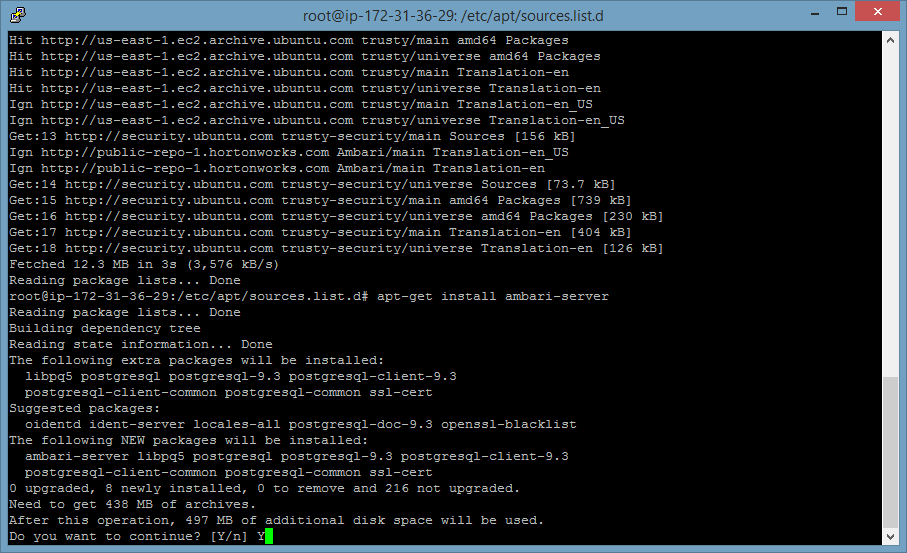 root@ip-172-31-36-29: /etc/apt/sources.list.d
Hit http://us-east-1.ec2.archive.ubuntu.com trusty/main amd64 Packages
Hit http://us-east-1.ec2.archive.ubuntu.com trusty/universe amd64 Packages
Hit http://us-east-1.ec2.archive.ubuntu.com trusty/main Translation-en
Hit http://us-east-1.ec2.archive.ubuntu.com trusty/universe Translation-en
Ign http://us-east-1.ec2.archive.ubuntu.com trusty/main Translation-en_US
Ign http://us-east-1.ec2.archive.ubuntu.com trusty/universe Translation-en_US
Get:13 http://security.ubuntu.com trusty-security/main Sources [156 kB]
Ign http://public-repo-1.hortonworks.com Ambari/main Translation-en_US
Ign http://public-repo-1.hortonworks.com Ambari/main Translation-en
Get:14 http://security.ubuntu.com trusty-security/universe Sources [73.7 kB]
Get:15 http://security.ubuntu.com trusty-security/main amd64 Packages [739 kB]
Get:16 http://security.ubuntu.com trusty-security/universe amd64 Packages [230 kB]
Get:17 http://security.ubuntu.com trusty-security/main Translation-en [404 kB]
Get:18 http://security.ubuntu.com trusty-security/universe Translation-en [126 kB]
Fetched 12.3 MB in 3s (3,576 kB/s)
Reading package lists... Done
root@ip-172-31-36-29:/etc/apt/sources.list.d# apt-get install ambari-server
Reading package lists... Done
Building dependency tree
Reading state information... Done
The following extra packages will be installed:
  libpq5 postgresql postgresql-9.3 postgresql-client-9.3
  postgresql-client-common postgresql-common ssl-cert
Suggested packages:
  oidentd ident-server locales-all postgresql-doc-9.3 openssl-blacklist
The following NEW packages will be installed:
  ambari-server libpq5 postgresql postgresql-9.3 postgresql-client-9.3
  postgresql-client-common postgresql-common ssl-cert
0 upgraded, 8 newly installed, 0 to remove and 216 not upgraded.
Need to get 438 MB of archives.
After this operation, 497 MB of additional disk space will be used.
Do you want to continue? [Y/n] Y